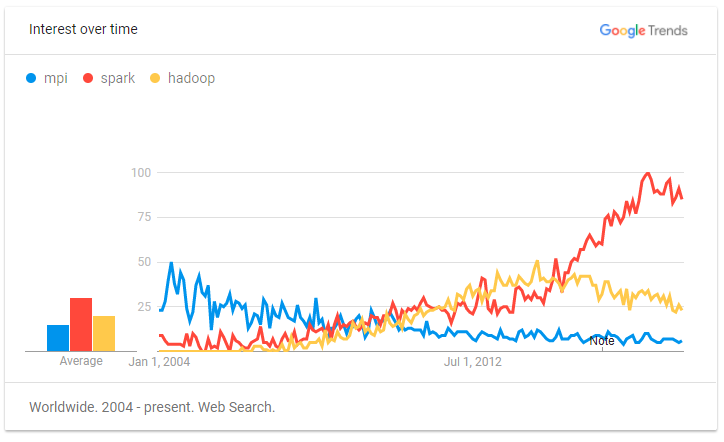 Interest over time
Google Trends
mpi spark hadoop
100
75
50
25
Average
Jan 1, 2004
Jul 1, 2012
Note
Worldwide. 2004 - present. Web Search.